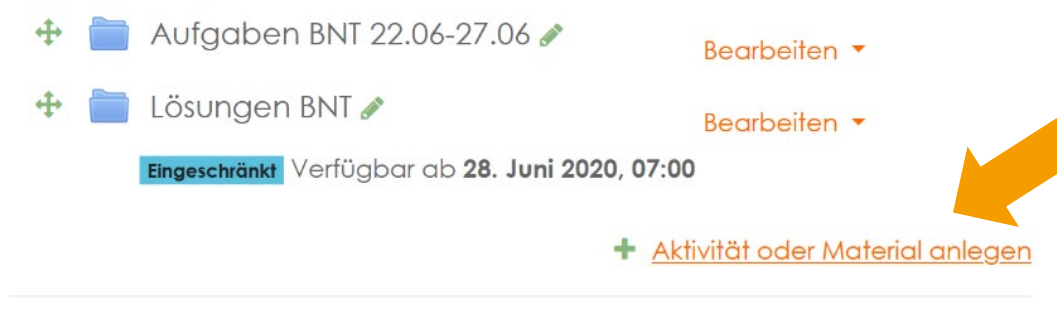 Aufgaben BNT 22.06-27.06
Bearbeiten
Lösungen BNT
Bearbeiten
Eingeschränkt Verfügbar ab 28. Juni 2020, 07:00
Aktivität oder Material anlegen